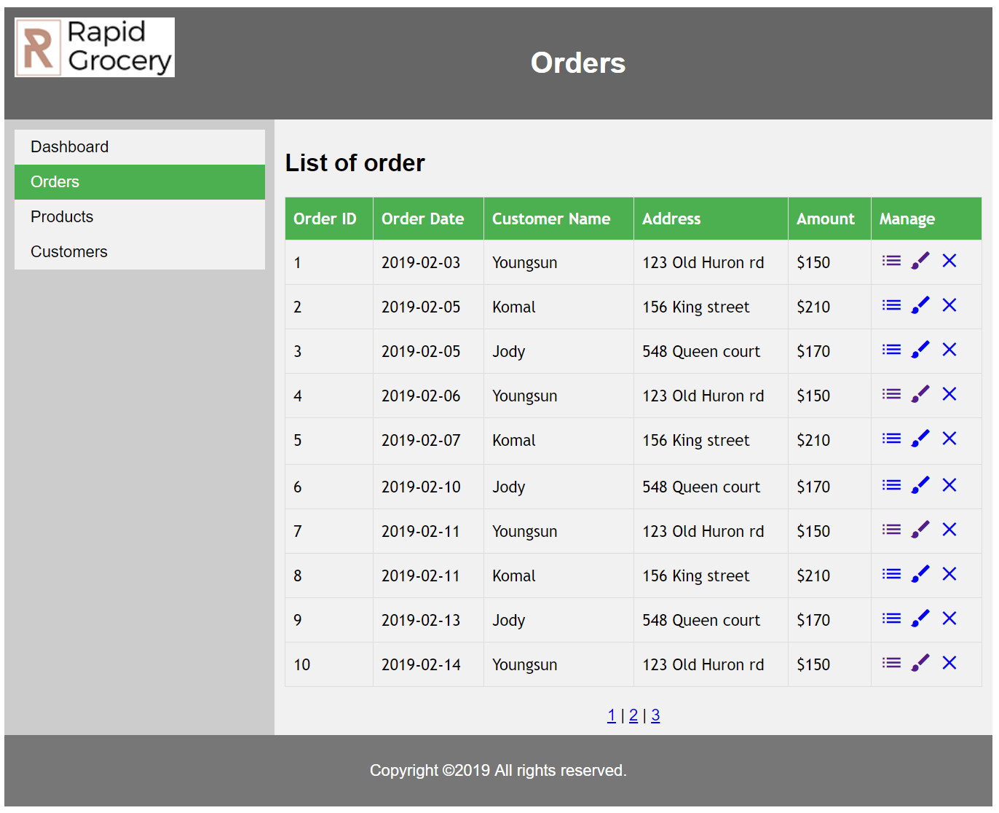 Rapid
Grocery
Orders
Dashboard
Orders
Products
Customers
List of order
Order ID Order Date Customer Name Address Amount Manage
1 2019-02-03 Youngsun 123 Old Huron rd $150
2 2019-02-05 Komal 156 King street $210
3 2019-02-05 Jody 548 Queen court $170
4 2019-02-06 Youngsun 123 Old Huron rd $150
5 2019-02-07 Komal 156 King street $210
6 2019-02-10 Jody 548 Queen court $170
7 2019-02-11 Youngsun 123 Old Huron rd $150
8 2019-02-11 Komal 156 King street $210
9 2019-02-13 Jody 548 Queen court $170
10 2019-02-14 Youngsun 123 Old Huron rd $150
1 | 2 | 3
Copyright ©2019 All rights reserved.